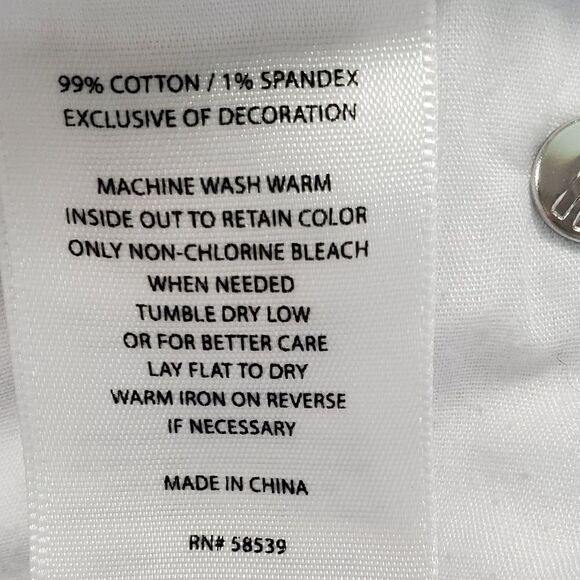 99% COTTON / 1% SPANDEX
EXCLUSIVE OF DECORATION
MACHINE WASH WARM
INSIDE OUT TO RETAIN COLOR
ONLY NON-CHLORINE BLEACH
WHEN NEEDED
TUMBLE DRY LOW
OR FOR BETTER CARE
LAY FLAT TO DRY
WARM IRON ON REVERSE
IF NECESSARY
MADE IN CHINA
RN# 58539